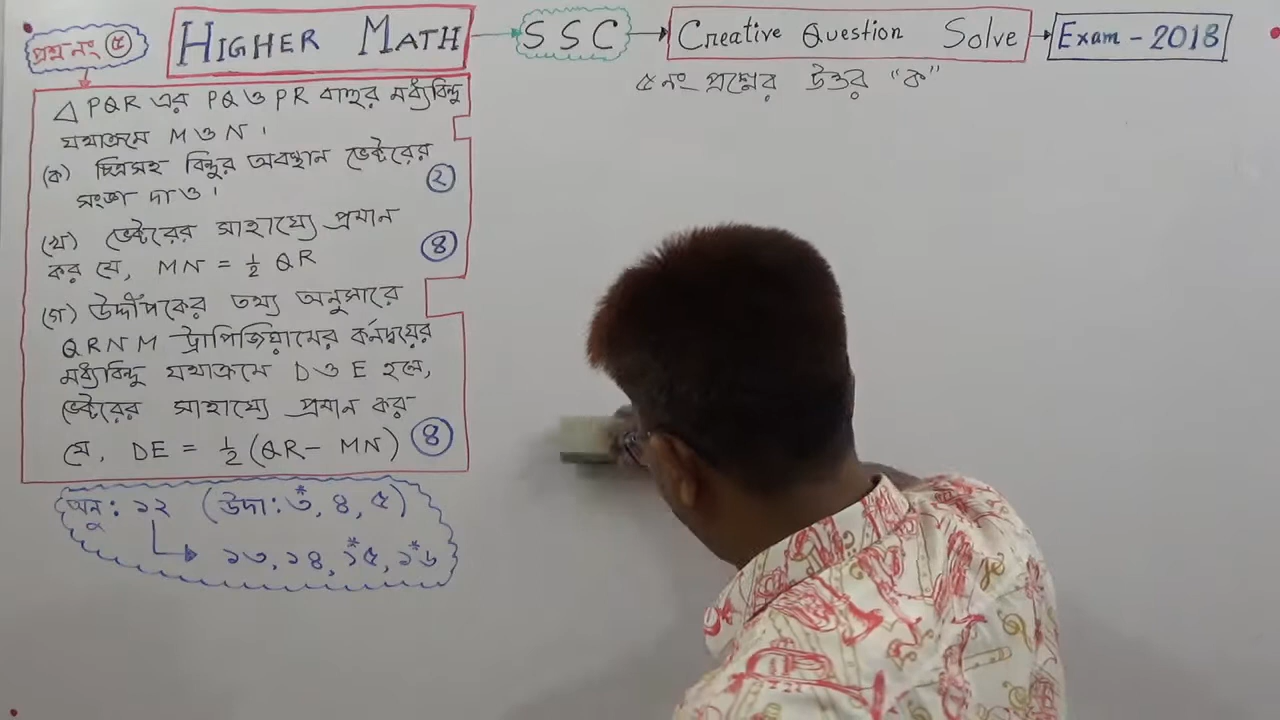 প্রশ্ন নং ৫
HIGHER MATH
SSC
Creative Question Solve
Exam - 2018
৫ নং প্রশ্নের উত্তর "ক"
△ PQR এর PQ ও PR বাহুর মধ্যবিন্দু
যথাক্রমে M ও N ।
(ক) চিত্রসহ বিন্দুর অবস্থান ভেক্টরের
সংজ্ঞা দাও । ২
(খ) ভেক্টরের সাহায্যে প্রমান
কর যে, MN = ½ QR ৪
(গ) উদ্দীপকের তথ্য অনুসারে
QRNM ট্রাপিজিয়ামের কর্নদ্বয়ের
মধ্যবিন্দু যথাক্রমে D ও E হলে,
ভেক্টরের সাহায্যে প্রমান কর
যে, DE = ½ (QR - MN) ৪
অনু : ১২ (উদা : ৩*, ৪, ৫)
১৩, ১৪, ১৫*, ১৬*